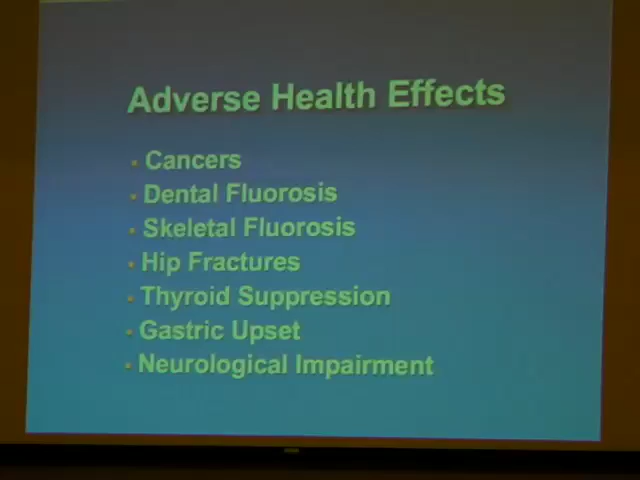 Adverse Health Effects
• Cancers
• Dental Fluorosis
• Skeletal Fluorosis
• Hip Fractures
• Thyroid Suppression
• Gastric Upset
• Neurological Impairment